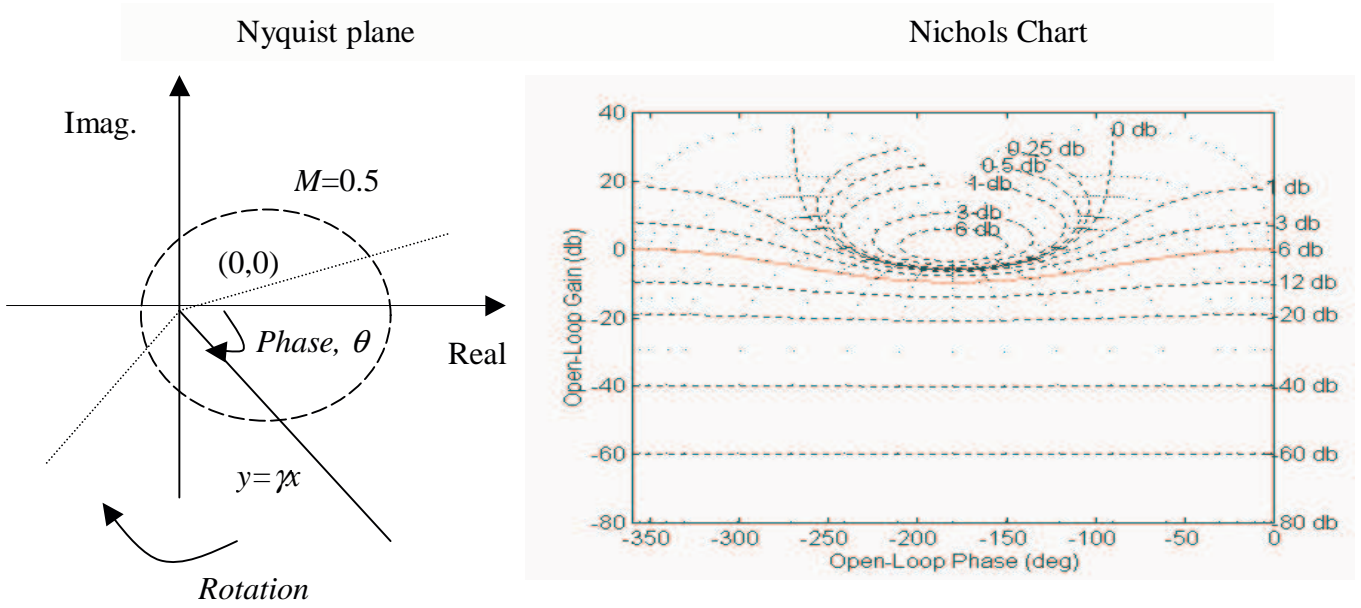 Nyquist plane
Nichols Chart
Imag.
M=0.5
(0,0)
Phase, θ
Real
y=γx
Rotation
40
20
0
-20
-40
-60
-80
Open-Loop Gain (db)
-350 -300 -250 -200 -150 -100 -50 0
Open-Loop Phase (deg)
0 db
0.25 db
0.5 db
1 db
3 db
6 db
-1 db
-3 db
-6 db
-12 db
-20 db
-40 db
-60 db
-80 db